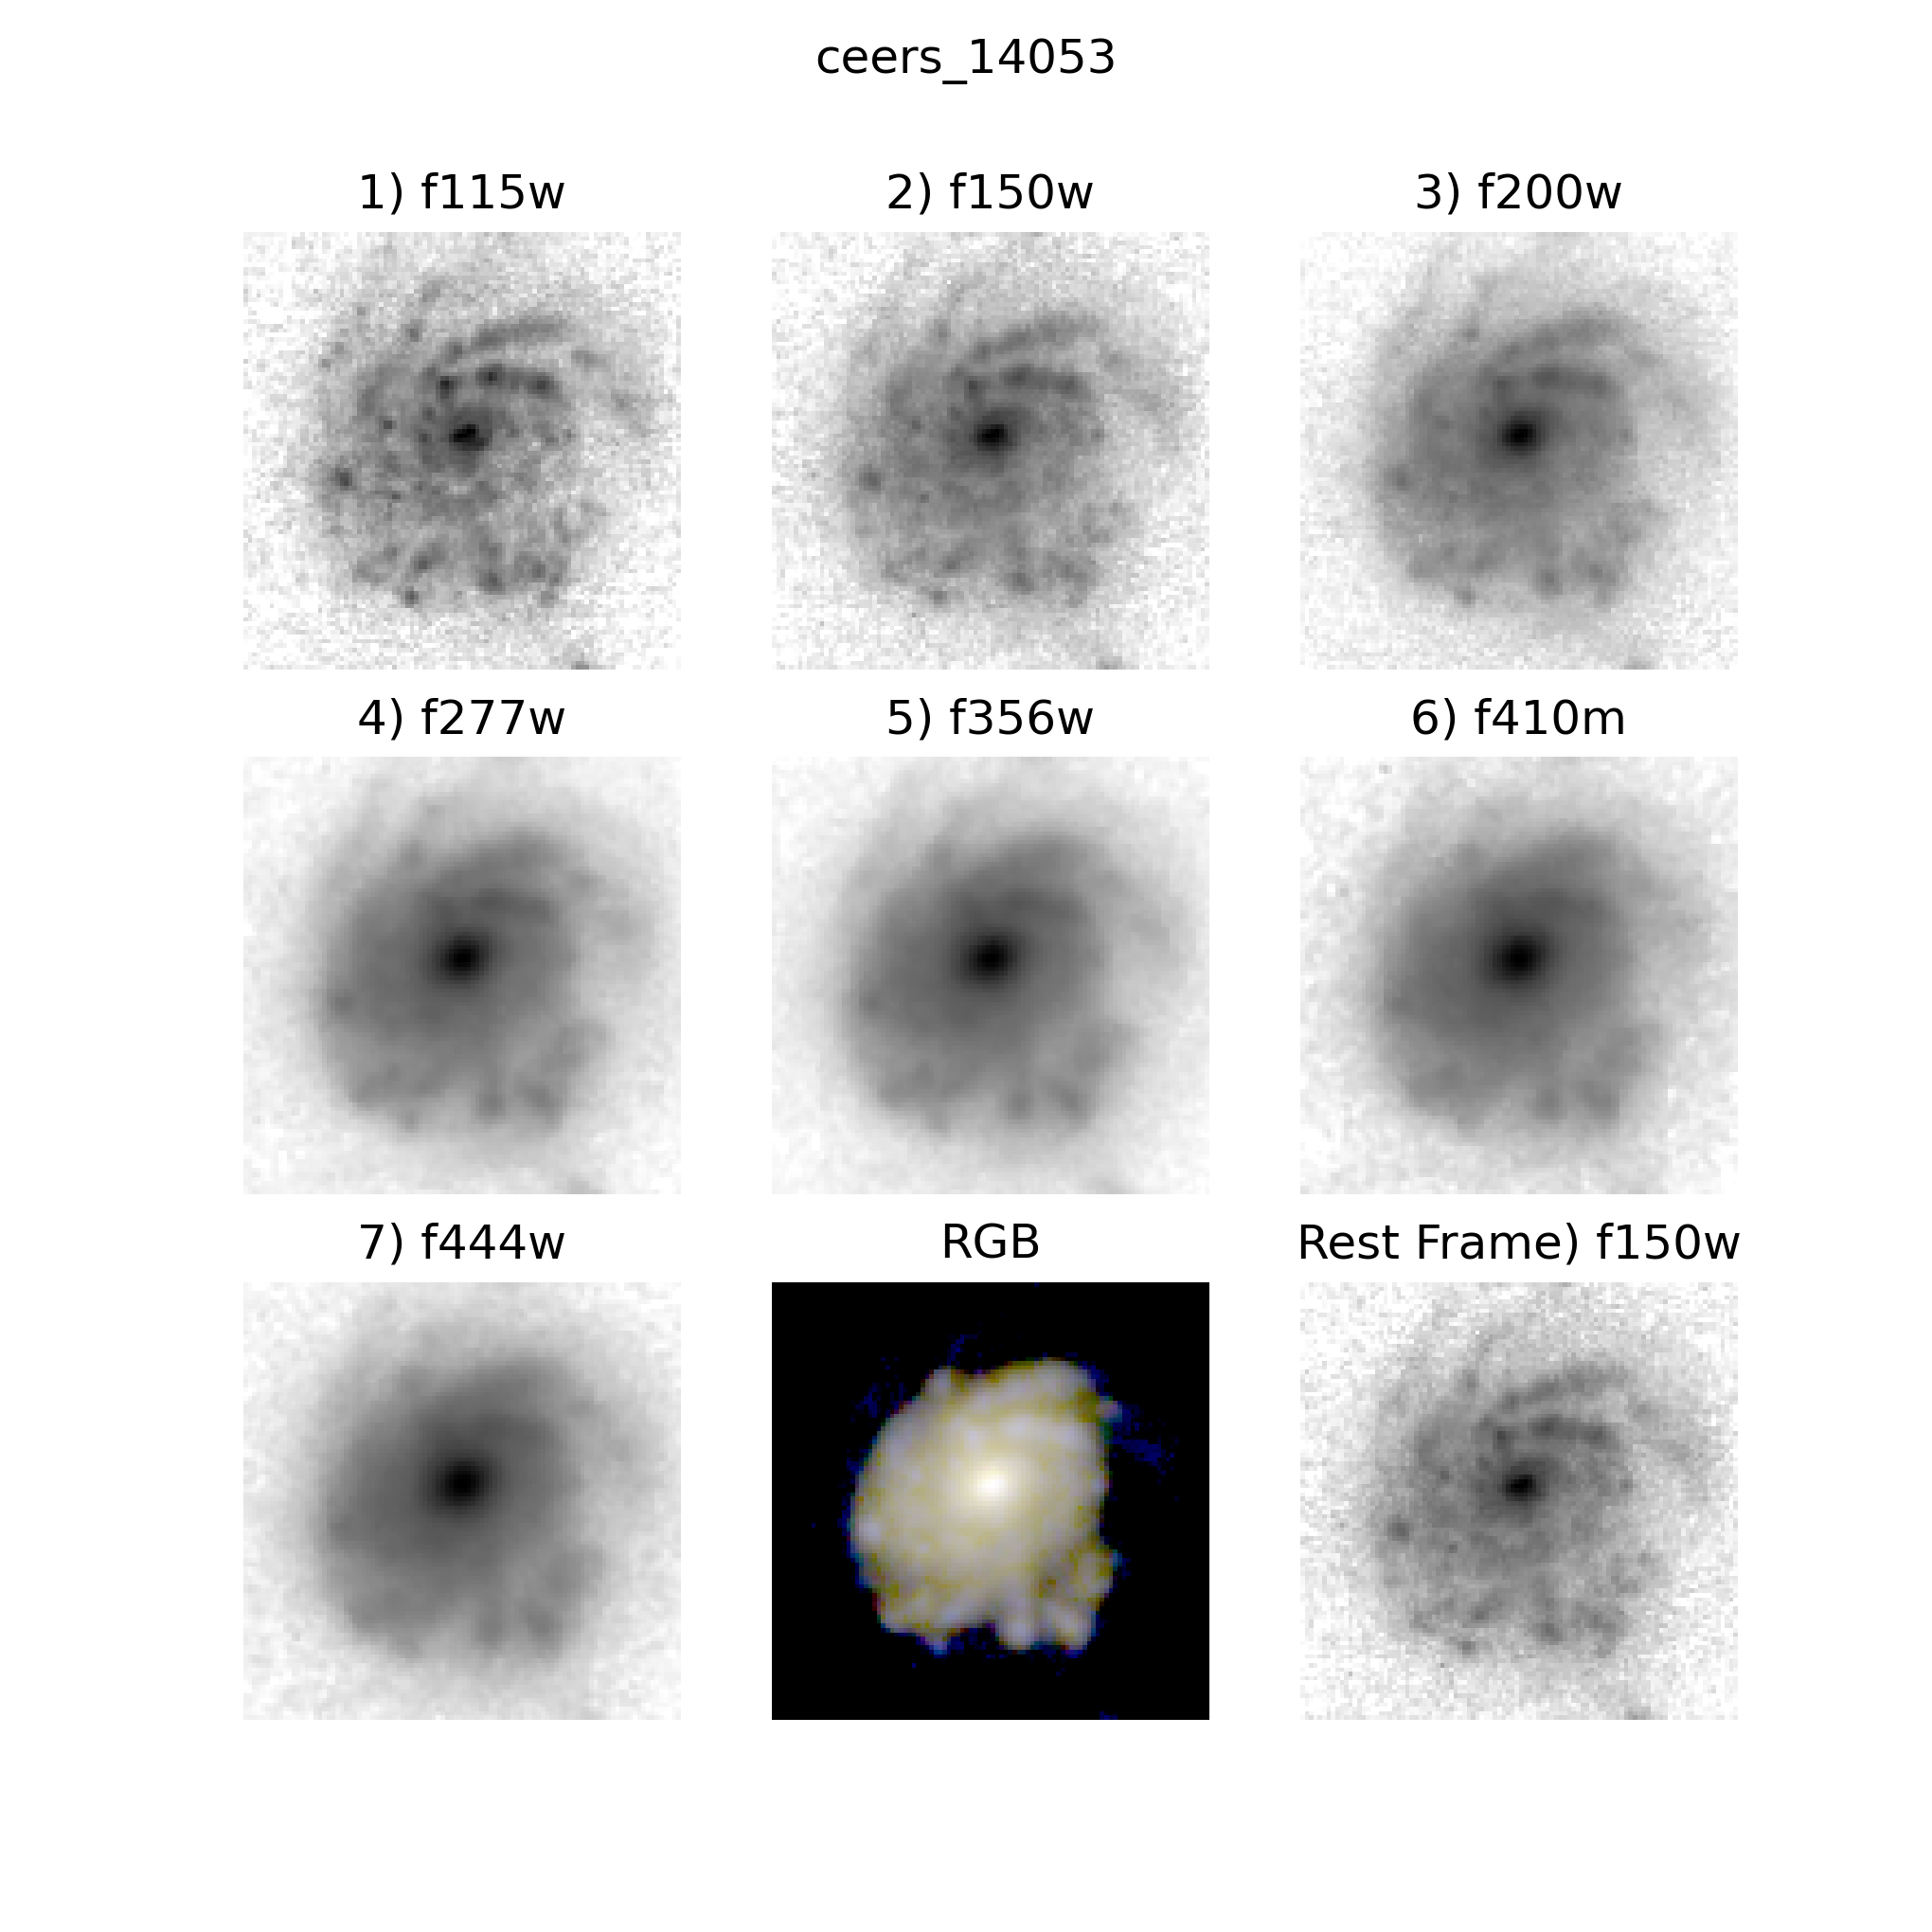 ceers_14053
1) f115w
2) f150w
3) f200w
4) f277w
5) f356w
6) f410m
7) f444w
RGB
Rest Frame) f150w